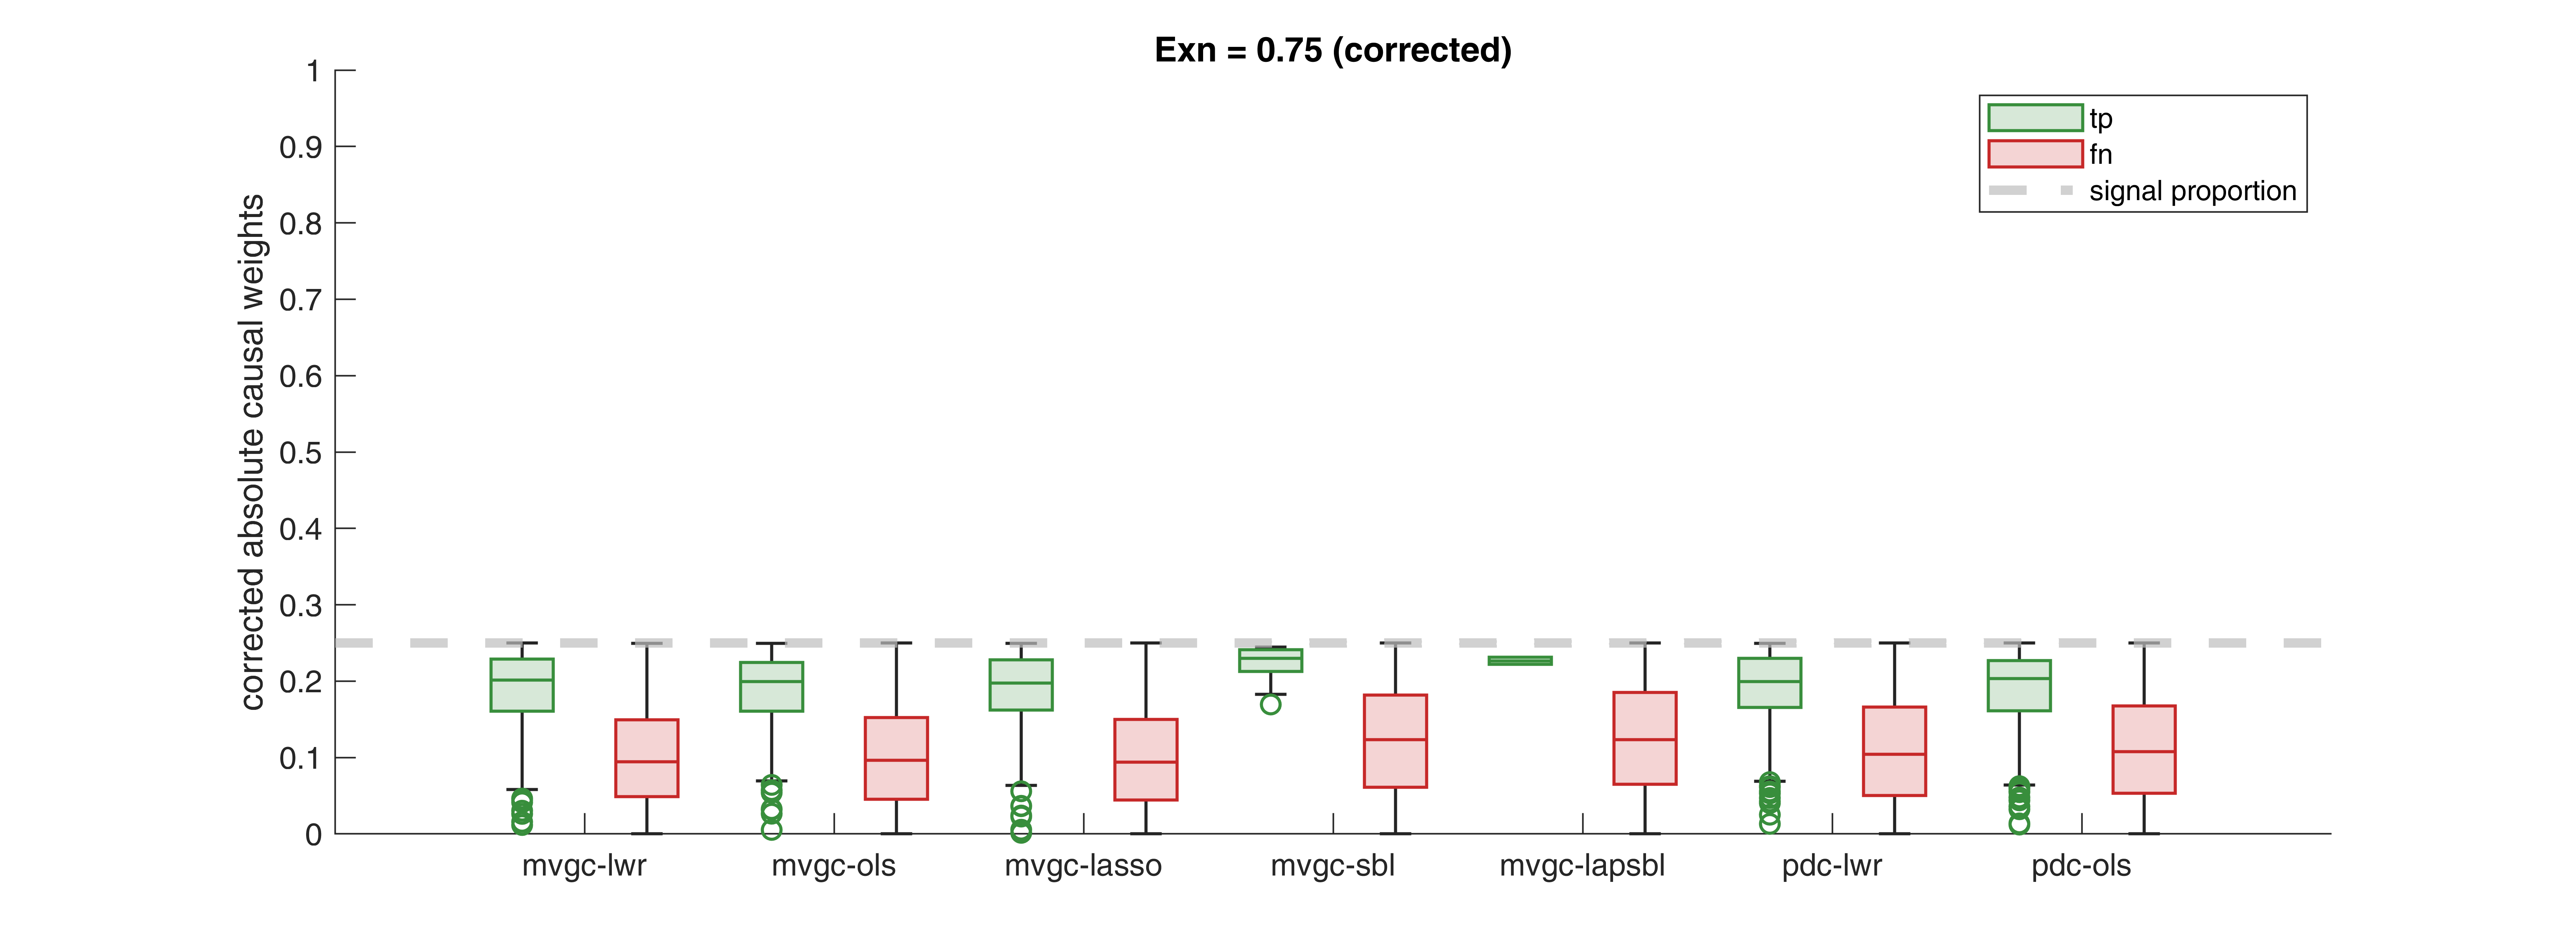 Exn = 0.75 (corrected)
1
0.9
0.8
0.7
0.6
0.5
0.4
0.3
0.2
0.1
0
corrected absolute causal weights
tp
fn
signal proportion
mvgc-lwr
mvgc-ols
mvgc-lasso
mvgc-sbl
mvgc-lapsbl
pdc-lwr
pdc-ols